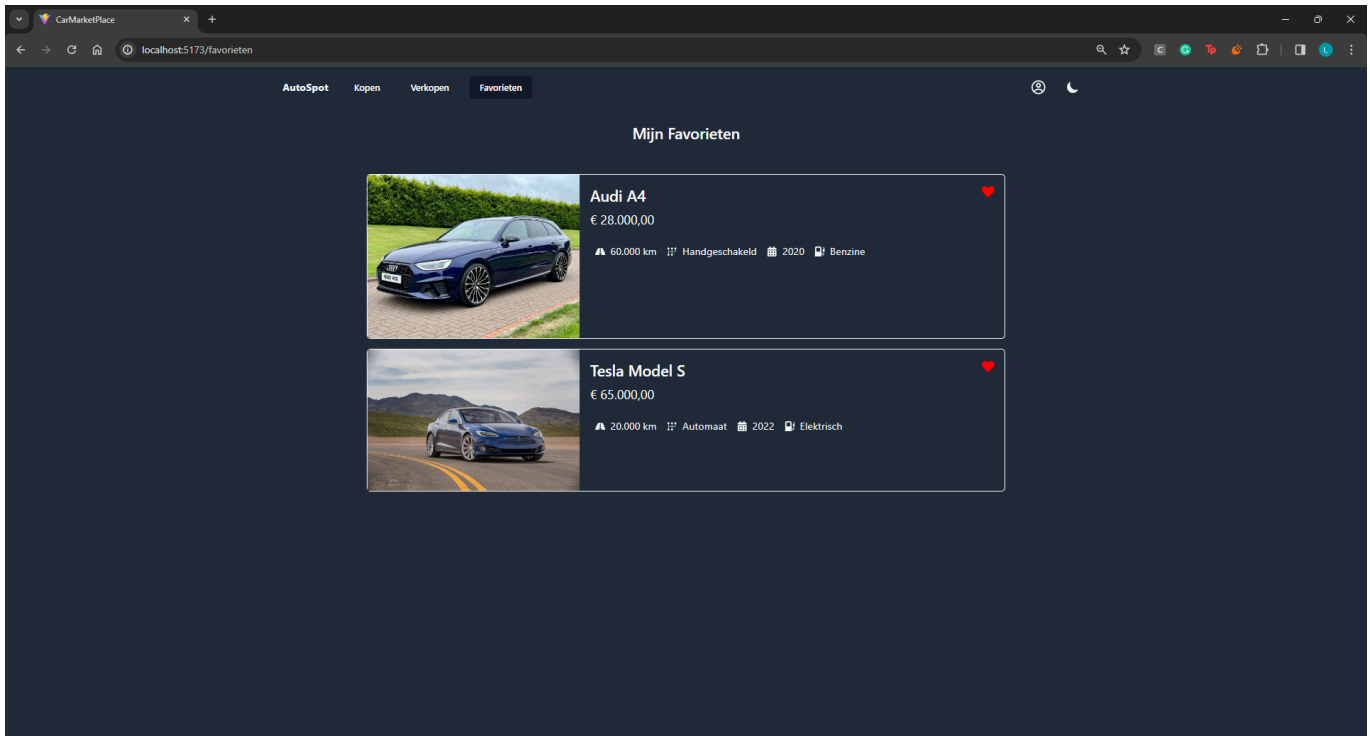 CarMarketPlace
localhost:5173/favorieten
AutoSpot Kopen Verkopen Favorieten
Mijn Favorieten
Audi A4
€ 28.000,00
60.000 km Handgeschakeld 2020 Benzine
Tesla Model S
€ 65.000,00
20.000 km Automaat 2022 Elektrisch